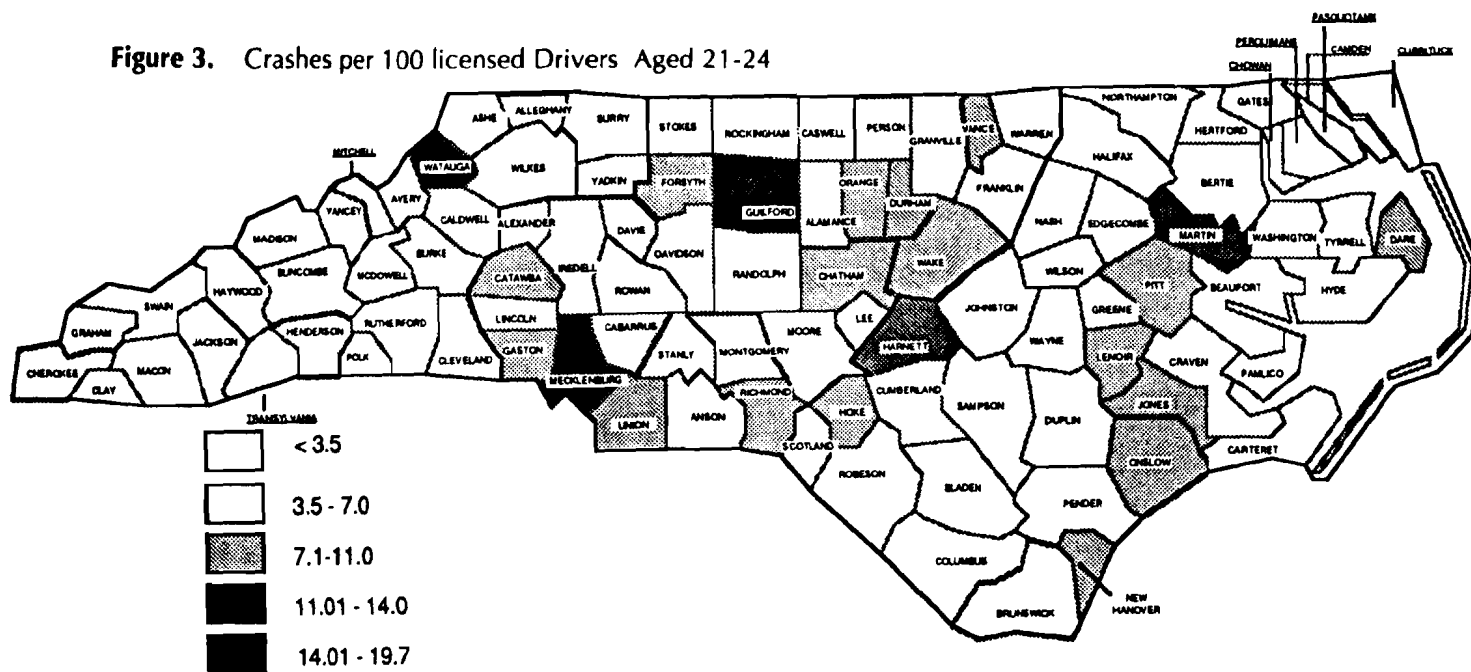 Figure 3. Crashes per 100 licensed Drivers Aged 21-24
PASQUOTANK
PERQUIMANS
CAMDEN
CURRITUCK
CHOWAN
ASHE
ALLEGHANY
SURRY
STOKES
ROCKINGHAM
CASWELL
PERSON
GRANVILLE
VANCE
WARREN
NORTHAMPTON
GATES
HERTFORD
HALIFAX
BERTIE
MITCHELL
WATAUGA
WILKES
YADKIN
FORSYTH
GUILFORD
ALAMANCE
ORANGE
DURHAM
FRANKLIN
NASH
EDGECOMBE
MARTIN
WASHINGTON
TYRRELL
DARE
AVERY
YANCEY
CALDWELL
ALEXANDER
DAVIE
DAVIDSON
MADISON
BUNCOMBE
MCDOWELL
BURKE
CATAWBA
IREDELL
ROWAN
RANDOLPH
CHATHAM
WAKE
WILSON
PITT
BEAUFORT
HYDE
SWAIN
HAYWOOD
GRAHAM
JACKSON
HENDERSON
RUTHERFORD
POLK
CLEVELAND
LINCOLN
GASTON
CABARRUS
STANLY
MONTGOMERY
MOORE
LEE
HARNETT
JOHNSTON
WAYNE
GREENE
LENOIR
CRAVEN
PAMLICO
CHEROKEE
CLAY
MACON
TRANSYLVANIA
MECKLENBURG
UNION
ANSON
RICHMOND
HOKE
SCOTLAND
CUMBERLAND
SAMPSON
DUPLIN
JONES
ONSLOW
CARTERET
ROBESON
BLADEN
PENDER
COLUMBUS
BRUNSWICK
NEW
HANOVER
< 3.5
3.5 - 7.0
7.1-11.0
11.01 - 14.0
14.01 - 19.7